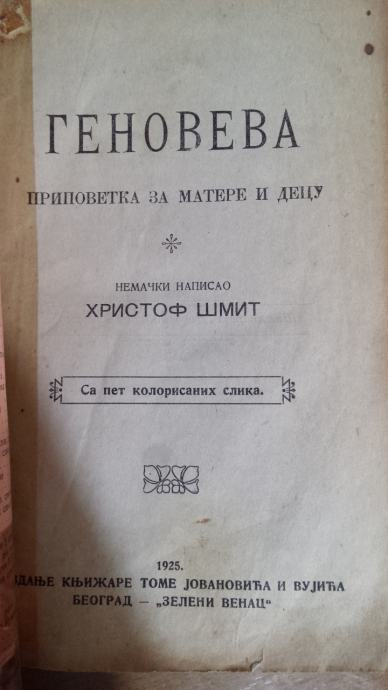 ГЕНОВЕВА
ПРИПОВЕТКА ЗА МАТЕРЕ И ДЕЦУ
НЕМАЧКИ НАПИСАО
ХРИСТОФ ШМИТ
Са пет колорисаних слика.
1925.
КЊИЖАРЕ ТОМЕ ЈОВАНОВИЋА И ВУЈИЋА
БЕОГРАД — „ЗЕЛЕНИ ВЕНАЦ“